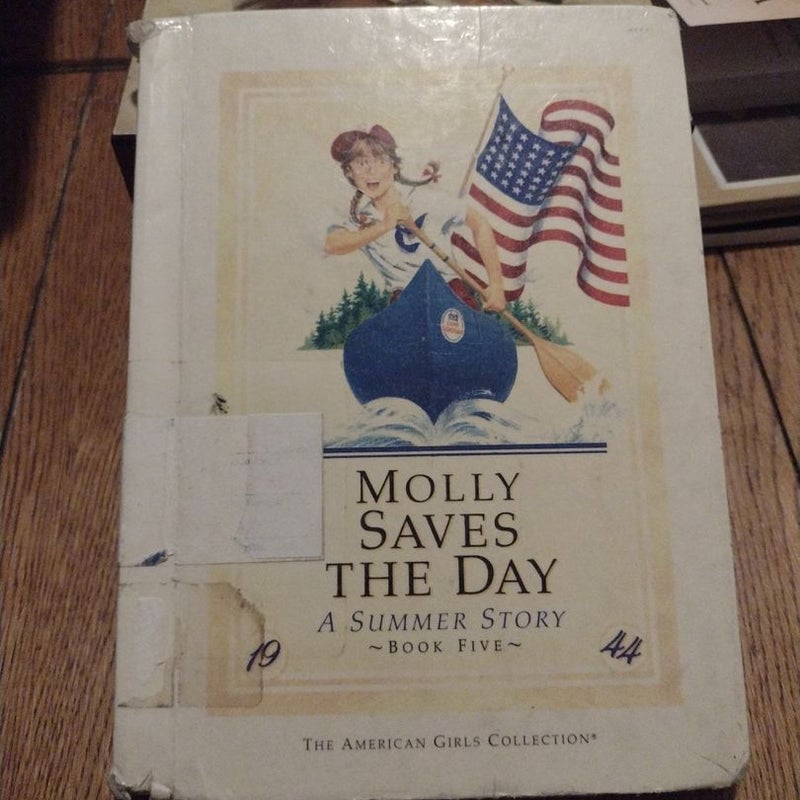 MOLLY
SAVES
THE DAY
A SUMMER STORY
~BOOK FIVE~
19 44
THE AMERICAN GIRLS COLLECTION®